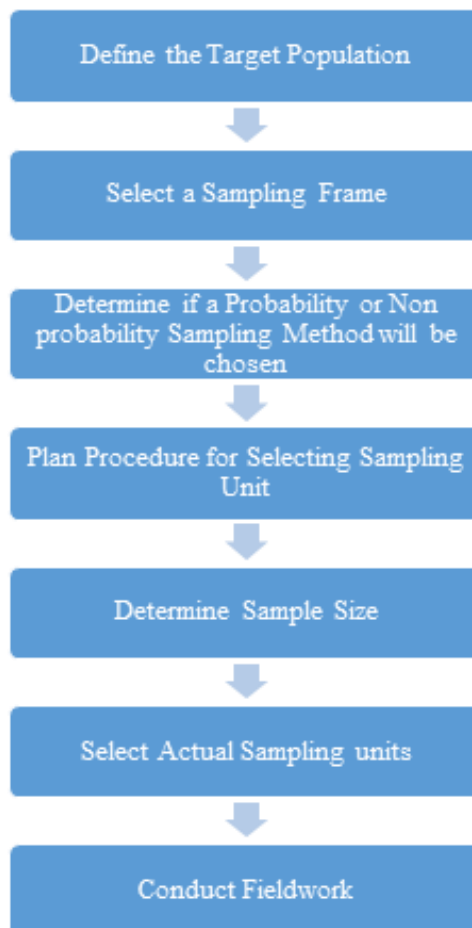 Define the Target Population
Select a Sampling Frame
Determine if a Probability or Non
probability Sampling Method will be
chosen
Plan Procedure for Selecting Sampling
Unit
Determine Sample Size
Select Actual Sampling units
Conduct Fieldwork